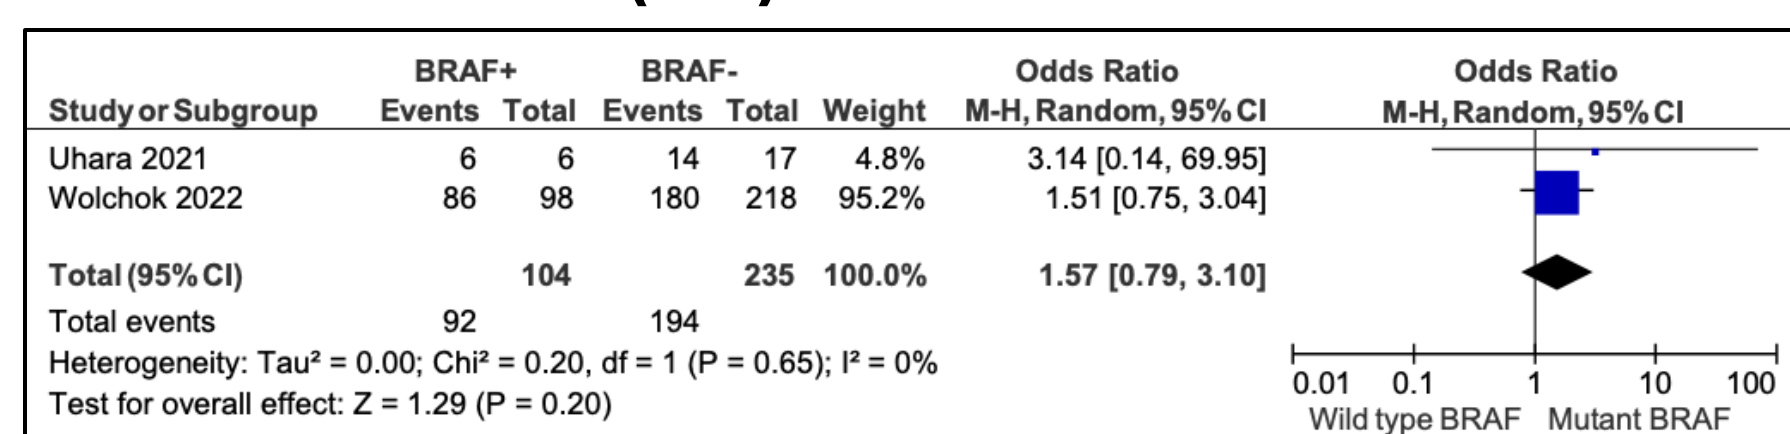 BRAF+ BRAF- Odds Ratio Odds Ratio
Study or Subgroup Events Total Events Total Weight M-H, Random, 95% CI M-H, Random, 95% CI
Uhara 2021 6 6 14 17 4.8% 3.14 [0.14, 69.95]
Wolchok 2022 86 98 180 218 95.2% 1.51 [0.75, 3.04]
Total (95% CI) 104 235 100.0% 1.57 [0.79, 3.10]
Total events 92 194
Heterogeneity: Tau² = 0.00; Chi² = 0.20, df = 1 (P = 0.65); I² = 0%
Test for overall effect: Z = 1.29 (P = 0.20)
0.01 0.1 1 10 100
Wild type BRAF Mutant BRAF